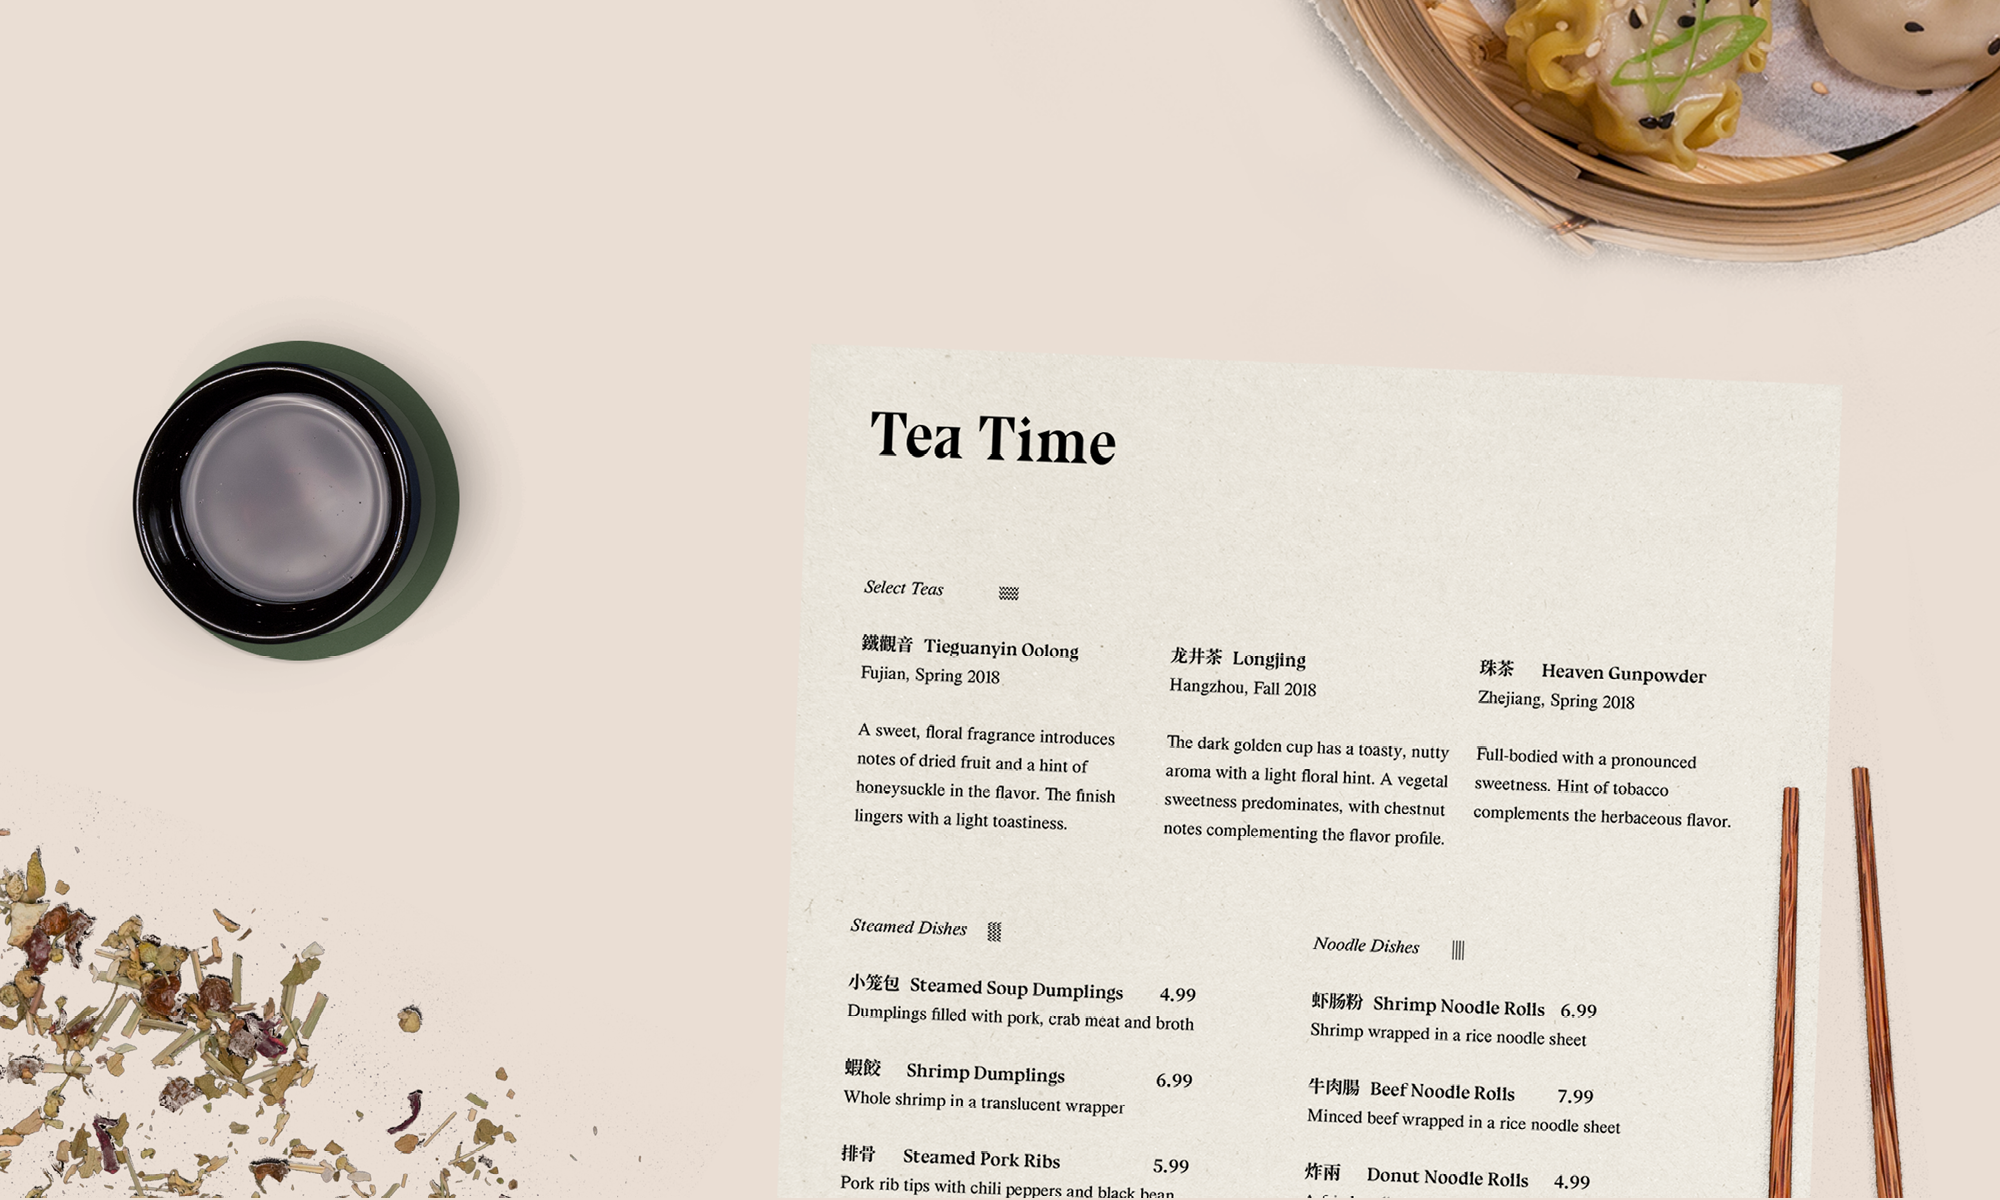 Tea Time
Select Teas
鐵觀音 Tieguanyin Oolong
Fujian, Spring 2018
A sweet, floral fragrance introduces
notes of dried fruit and a hint of
honeysuckle in the flavor. The finish
lingers with a light toastiness.
龙井茶 Longjing
Hangzhou, Fall 2018
The dark golden cup has a toasty, nutty
aroma with a light floral hint. A vegetal
sweetness predominates, with chestnut
notes complementing the flavor profile.
珠茶 Heaven Gunpowder
Zhejiang, Spring 2018
Full-bodied with a pronounced
sweetness. Hint of tobacco
complements the herbaceous flavor.
Steamed Dishes
小笼包 Steamed Soup Dumplings 4.99
Dumplings filled with pork, crab meat and broth
蝦餃 Shrimp Dumplings 6.99
Whole shrimp in a translucent wrapper
排骨 Steamed Pork Ribs 5.99
Pork rib tips with chili peppers and black bean
Noodle Dishes
虾肠粉 Shrimp Noodle Rolls 6.99
Shrimp wrapped in a rice noodle sheet
牛肉腸 Beef Noodle Rolls 7.99
Minced beef wrapped in a rice noodle sheet
炸兩 Donut Noodle Rolls 4.99